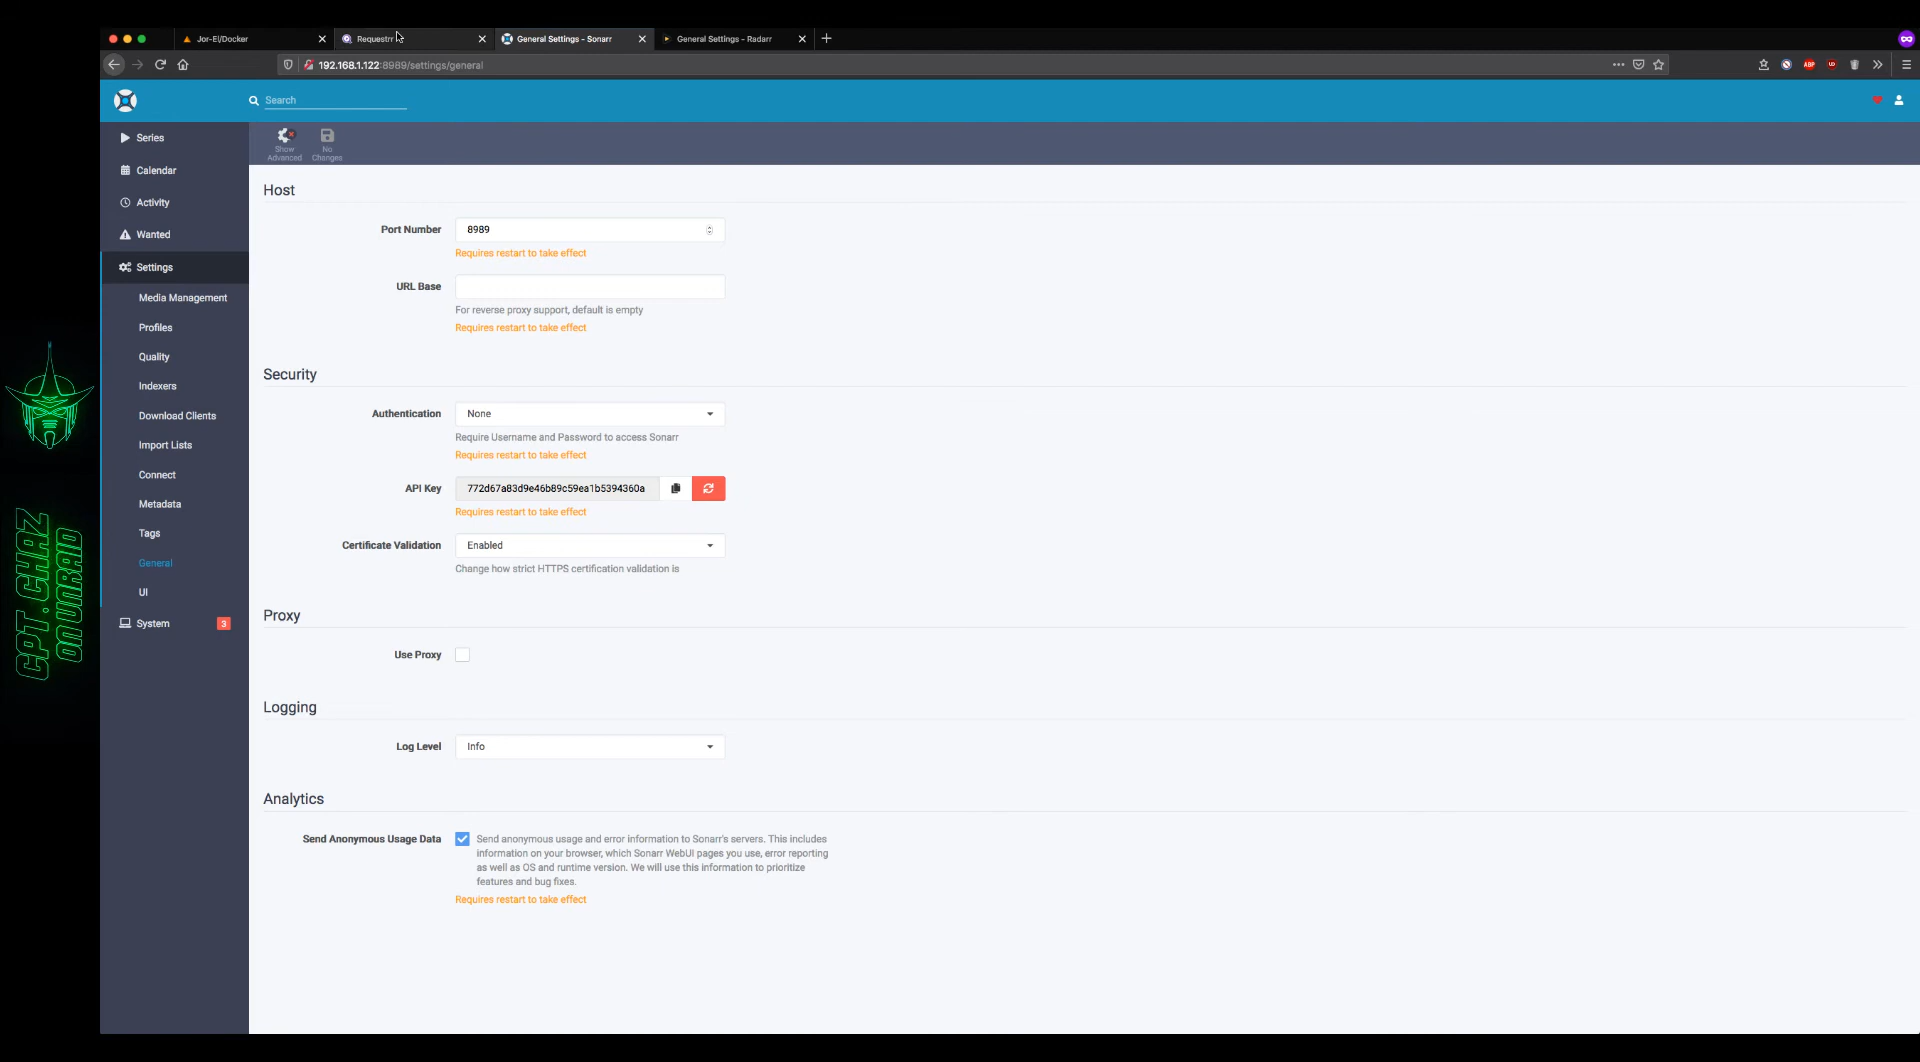 Jor-El/Docker
Requestrr
General Settings - Sonarr
General Settings - Radarr
192.168.1.122:8989/settings/general
ABP
Search
Series
Calendar
Activity
Wanted
Settings
Media Management
Profiles
Quality
Indexers
Download Clients
Import Lists
Connect
Metadata
Tags
General
UI
System
3
Show
Advanced
No
Changes
Host
Port Number
8989
Requires restart to take effect
URL Base
For reverse proxy support, default is empty
Requires restart to take effect
Security
Authentication
None
Require Username and Password to access Sonarr
Requires restart to take effect
API Key
772d67a83d9e46b89c59ea1b5394360a
Requires restart to take effect
Certificate Validation
Enabled
Change how strict HTTPS certification validation is
Proxy
Use Proxy
Logging
Log Level
Info
Analytics
Send Anonymous Usage Data
Send anonymous usage and error information to Sonarr's servers. This includes
information on your browser, which Sonarr WebUI pages you use, error reporting
as well as OS and runtime version. We will use this information to prioritize
features and bug fixes.
Requires restart to take effect
CPT.CHAZ
ON UNRAID